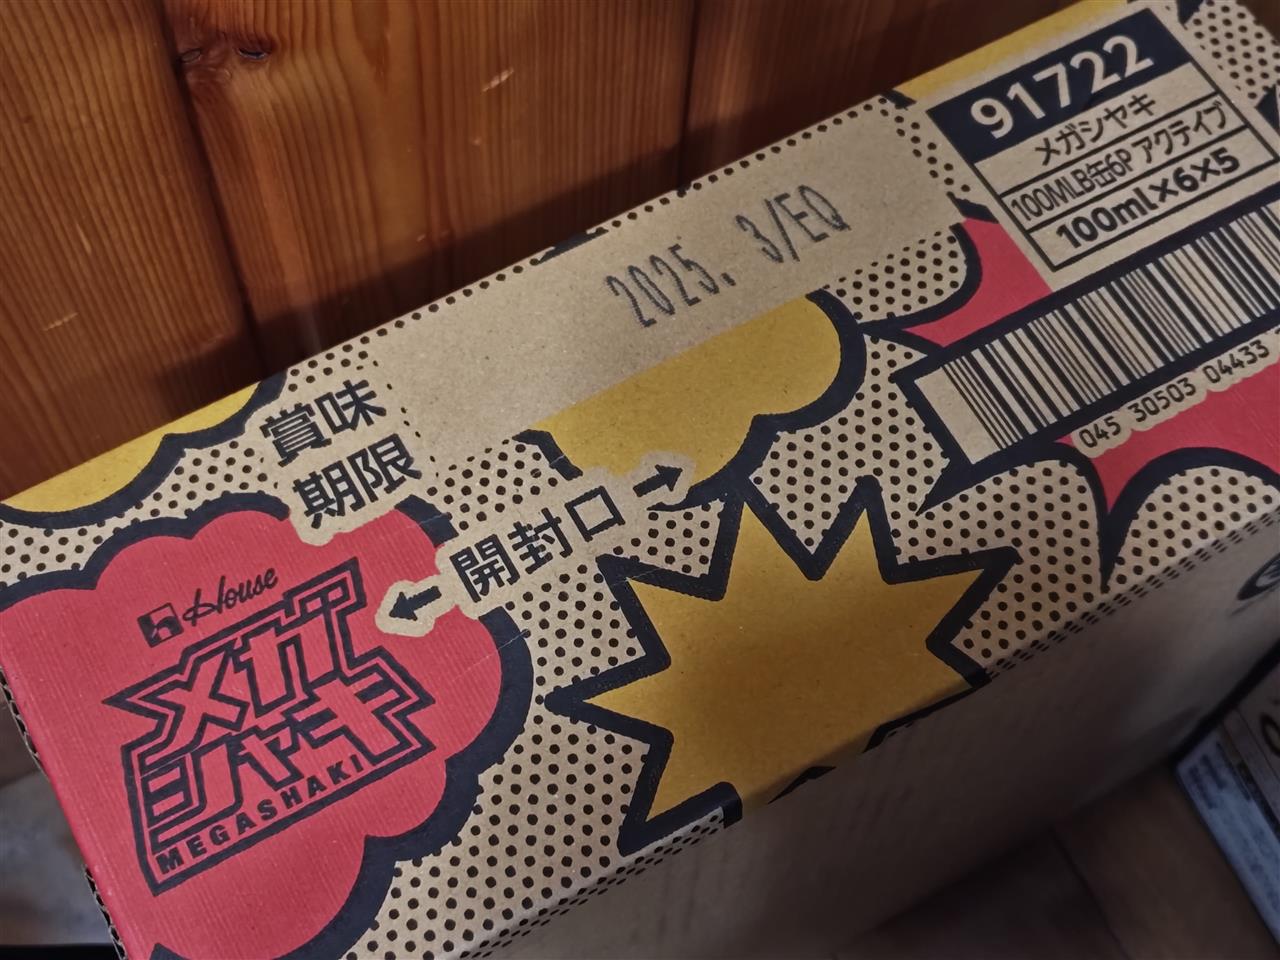 91722
メガシヤキ
100MLB缶6P アクテイブ
100ml×6×5
2025. 3/EQ
賞味
期限
←開封口→
045 30503 04433
House
メガ
シャキ
MEGASHAKI